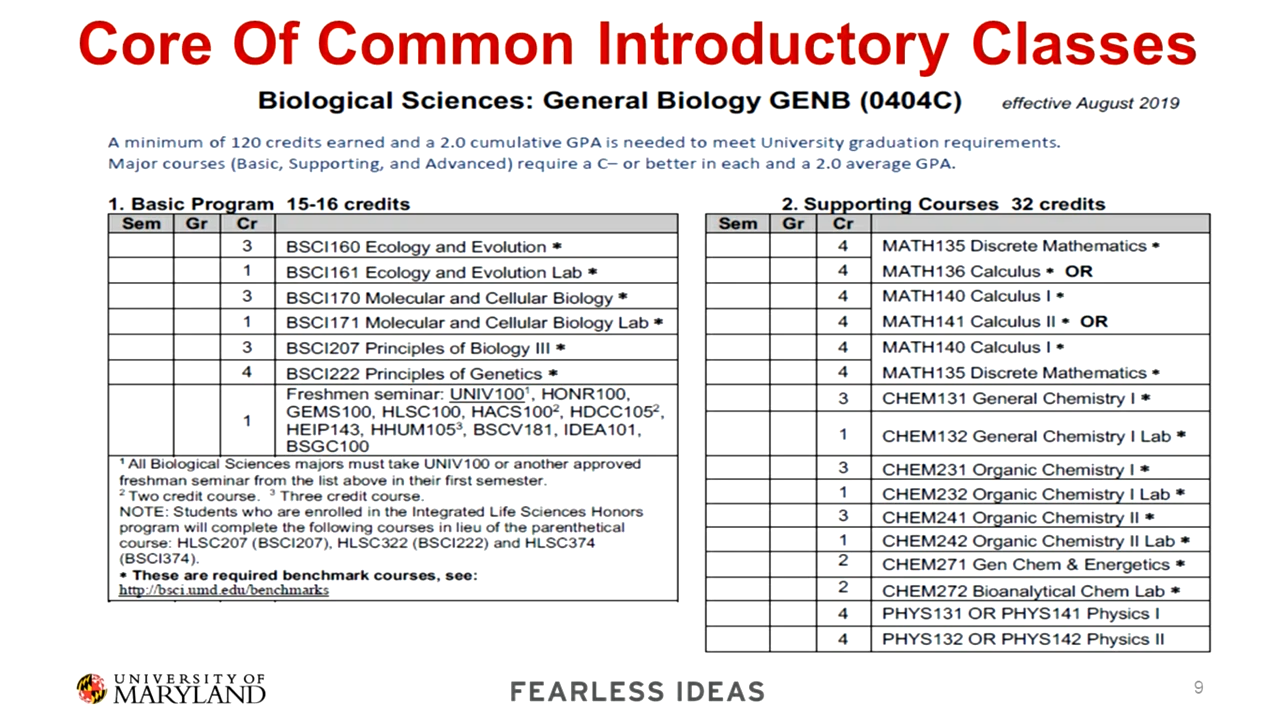 Core Of Common Introductory Classes
Biological Sciences: General Biology GENB (0404C) effective August 2019
A minimum of 120 credits earned and a 2.0 cumulative GPA is needed to meet University graduation requirements.
Major courses (Basic, Supporting, and Advanced) require a C– or better in each and a 2.0 average GPA.
1. Basic Program 15-16 credits
Sem Gr Cr
3 BSCI160 Ecology and Evolution *
1 BSCI161 Ecology and Evolution Lab *
3 BSCI170 Molecular and Cellular Biology *
1 BSCI171 Molecular and Cellular Biology Lab *
3 BSCI207 Principles of Biology III *
4 BSCI222 Principles of Genetics *
1 Freshmen seminar: UNIV100¹, HONR100,
GEMS100, HLSC100, HACS100², HDCC105²,
HEIP143, HHUM105³, BSCV181, IDEA101,
BSGC100
¹ All Biological Sciences majors must take UNIV100 or another approved
freshman seminar from the list above in their first semester.
² Two credit course. ³ Three credit course.
NOTE: Students who are enrolled in the Integrated Life Sciences Honors
program will complete the following courses in lieu of the parenthetical
course: HLSC207 (BSCI207), HLSC322 (BSCI222) and HLSC374
(BSCI374).
* These are required benchmark courses, see:
http://bsci.umd.edu/benchmarks
2. Supporting Courses 32 credits
Sem Gr Cr
4 MATH135 Discrete Mathematics *
4 MATH136 Calculus * OR
4 MATH140 Calculus I *
4 MATH141 Calculus II * OR
4 MATH140 Calculus I *
4 MATH135 Discrete Mathematics *
3 CHEM131 General Chemistry I *
1 CHEM132 General Chemistry I Lab *
3 CHEM231 Organic Chemistry I *
1 CHEM232 Organic Chemistry I Lab *
3 CHEM241 Organic Chemistry II *
1 CHEM242 Organic Chemistry II Lab *
2 CHEM271 Gen Chem & Energetics *
2 CHEM272 Bioanalytical Chem Lab *
4 PHYS131 OR PHYS141 Physics I
4 PHYS132 OR PHYS142 Physics II
UNIVERSITY OF
MARYLAND
FEARLESS IDEAS
9